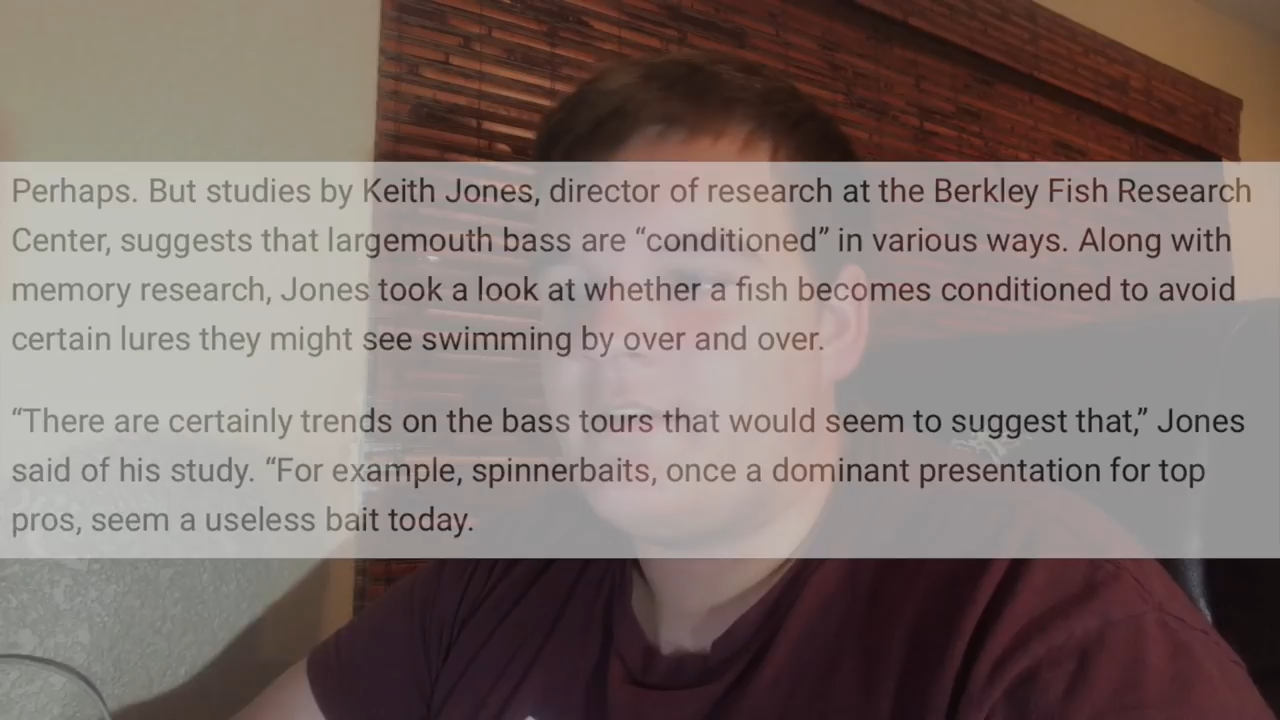 Perhaps. But studies by Keith Jones, director of research at the Berkley Fish Research
Center, suggests that largemouth bass are “conditioned” in various ways. Along with
memory research, Jones took a look at whether a fish becomes conditioned to avoid
certain lures they might see swimming by over and over.
“There are certainly trends on the bass tours that would seem to suggest that,” Jones
said of his study. “For example, spinnerbaits, once a dominant presentation for top
pros, seem a useless bait today.